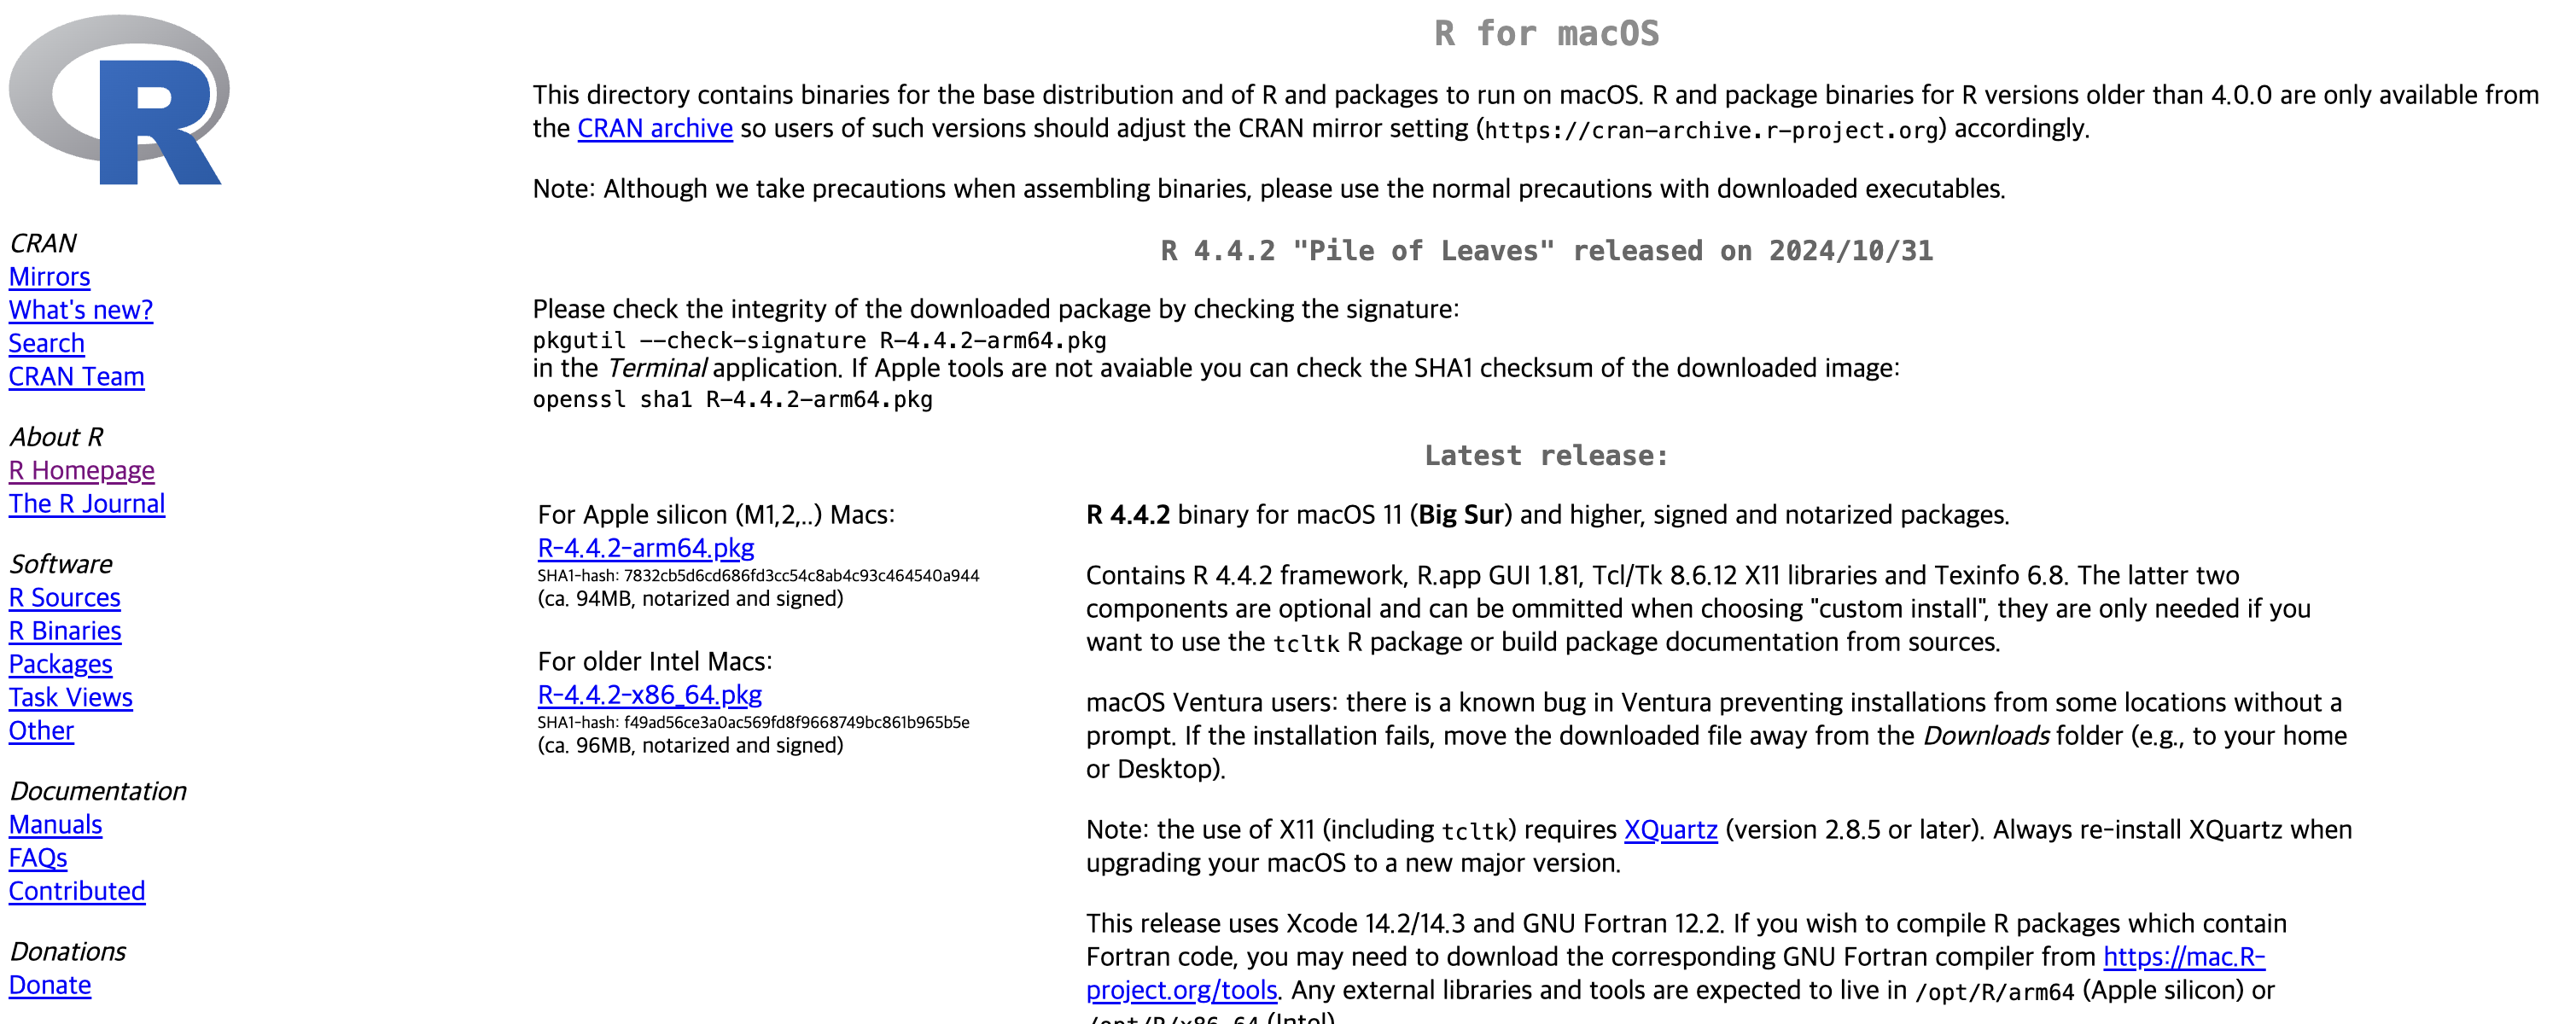 R
CRAN
Mirrors
What's new?
Search
CRAN Team
About R
R Homepage
The R Journal
Software
R Sources
R Binaries
Packages
Task Views
Other
Documentation
Manuals
FAQs
Contributed
Donations
Donate
R for macOS
This directory contains binaries for the base distribution and of R and packages to run on macOS. R and package binaries for R versions older than 4.0.0 are only available from
the CRAN archive so users of such versions should adjust the CRAN mirror setting (https://cran-archive.r-project.org) accordingly.
Note: Although we take precautions when assembling binaries, please use the normal precautions with downloaded executables.
R 4.4.2 "Pile of Leaves" released on 2024/10/31
Please check the integrity of the downloaded package by checking the signature:
pkgutil --check-signature R-4.4.2-arm64.pkg
in the Terminal application. If Apple tools are not avaiable you can check the SHA1 checksum of the downloaded image:
openssl sha1 R-4.4.2-arm64.pkg
Latest release:
For Apple silicon (M1,2,..) Macs:
R-4.4.2-arm64.pkg
SHA1-hash: 7832cb5d6cd686fd3cc54c8ab4c93c464540a944
(ca. 94MB, notarized and signed)
For older Intel Macs:
R-4.4.2-x86_64.pkg
SHA1-hash: f49ad56ce3a0ac569fd8f9668749bc861b965b5e
(ca. 96MB, notarized and signed)
R 4.4.2 binary for macOS 11 (Big Sur) and higher, signed and notarized packages.
Contains R 4.4.2 framework, R.app GUI 1.81, Tcl/Tk 8.6.12 X11 libraries and Texinfo 6.8. The latter two
components are optional and can be ommitted when choosing "custom install", they are only needed if you
want to use the tcltk R package or build package documentation from sources.
macOS Ventura users: there is a known bug in Ventura preventing installations from some locations without a
prompt. If the installation fails, move the downloaded file away from the Downloads folder (e.g., to your home
or Desktop).
Note: the use of X11 (including tcltk) requires XQuartz (version 2.8.5 or later). Always re-install XQuartz when
upgrading your macOS to a new major version.
This release uses Xcode 14.2/14.3 and GNU Fortran 12.2. If you wish to compile R packages which contain
Fortran code, you may need to download the corresponding GNU Fortran compiler from https://mac.R-
project.org/tools. Any external libraries and tools are expected to live in /opt/R/arm64 (Apple silicon) or
/opt/R/x86_64 (Intel)